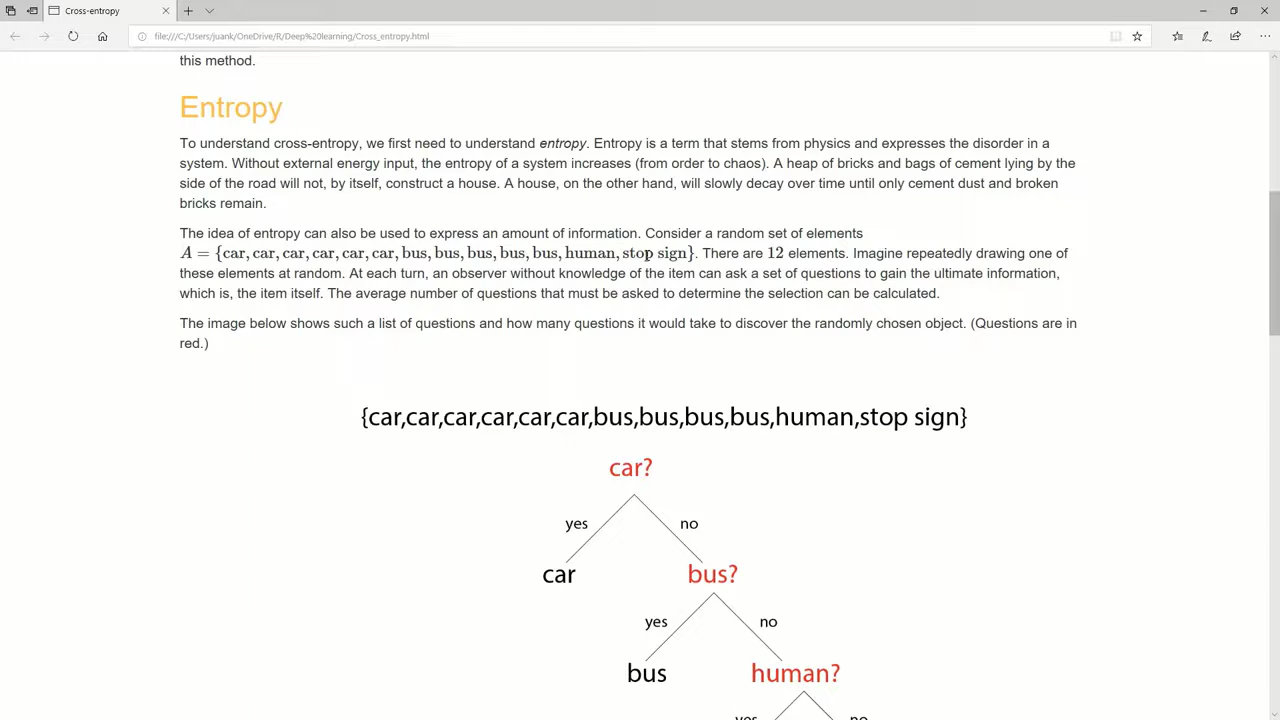 Cross-entropy
file:///C:/Users/juank/OneDrive/R/Deep%20learning/Cross_entropy.html
this method.
Entropy
To understand cross-entropy, we first need to understand entropy. Entropy is a term that stems from physics and expresses the disorder in a
system. Without external energy input, the entropy of a system increases (from order to chaos). A heap of bricks and bags of cement lying by the
side of the road will not, by itself, construct a house. A house, on the other hand, will slowly decay over time until only cement dust and broken
bricks remain.
The idea of entropy can also be used to express an amount of information. Consider a random set of elements
A = {car, car, car, car, car, car, bus, bus, bus, bus, bus, human, stop sign}. There are 12 elements. Imagine repeatedly drawing one of
these elements at random. At each turn, an observer without knowledge of the item can ask a set of questions to gain the ultimate information,
which is, the item itself. The average number of questions that must be asked to determine the selection can be calculated.
The image below shows such a list of questions and how many questions it would take to discover the randomly chosen object. (Questions are in
red.)
{car,car,car,car,car,car,bus,bus,bus,bus,human,stop sign}
car?
yes no
car bus?
yes no
bus human?
yes no